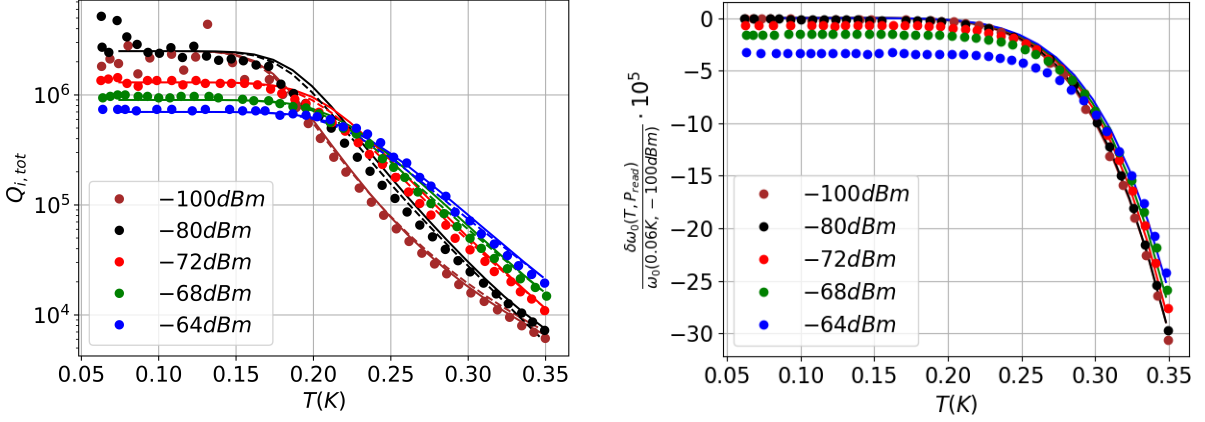 Q_{i, tot}
10^6
10^5
10^4
−100dBm
−80dBm
−72dBm
−68dBm
−64dBm
0.05 0.10 0.15 0.20 0.25 0.30 0.35
T(K)
δω_0(T, P_{read}) / ω_0(0.06K, −100dBm) · 10^5
0
−5
−10
−15
−20
−25
−30
−100dBm
−80dBm
−72dBm
−68dBm
−64dBm
0.05 0.10 0.15 0.20 0.25 0.30 0.35
T(K)